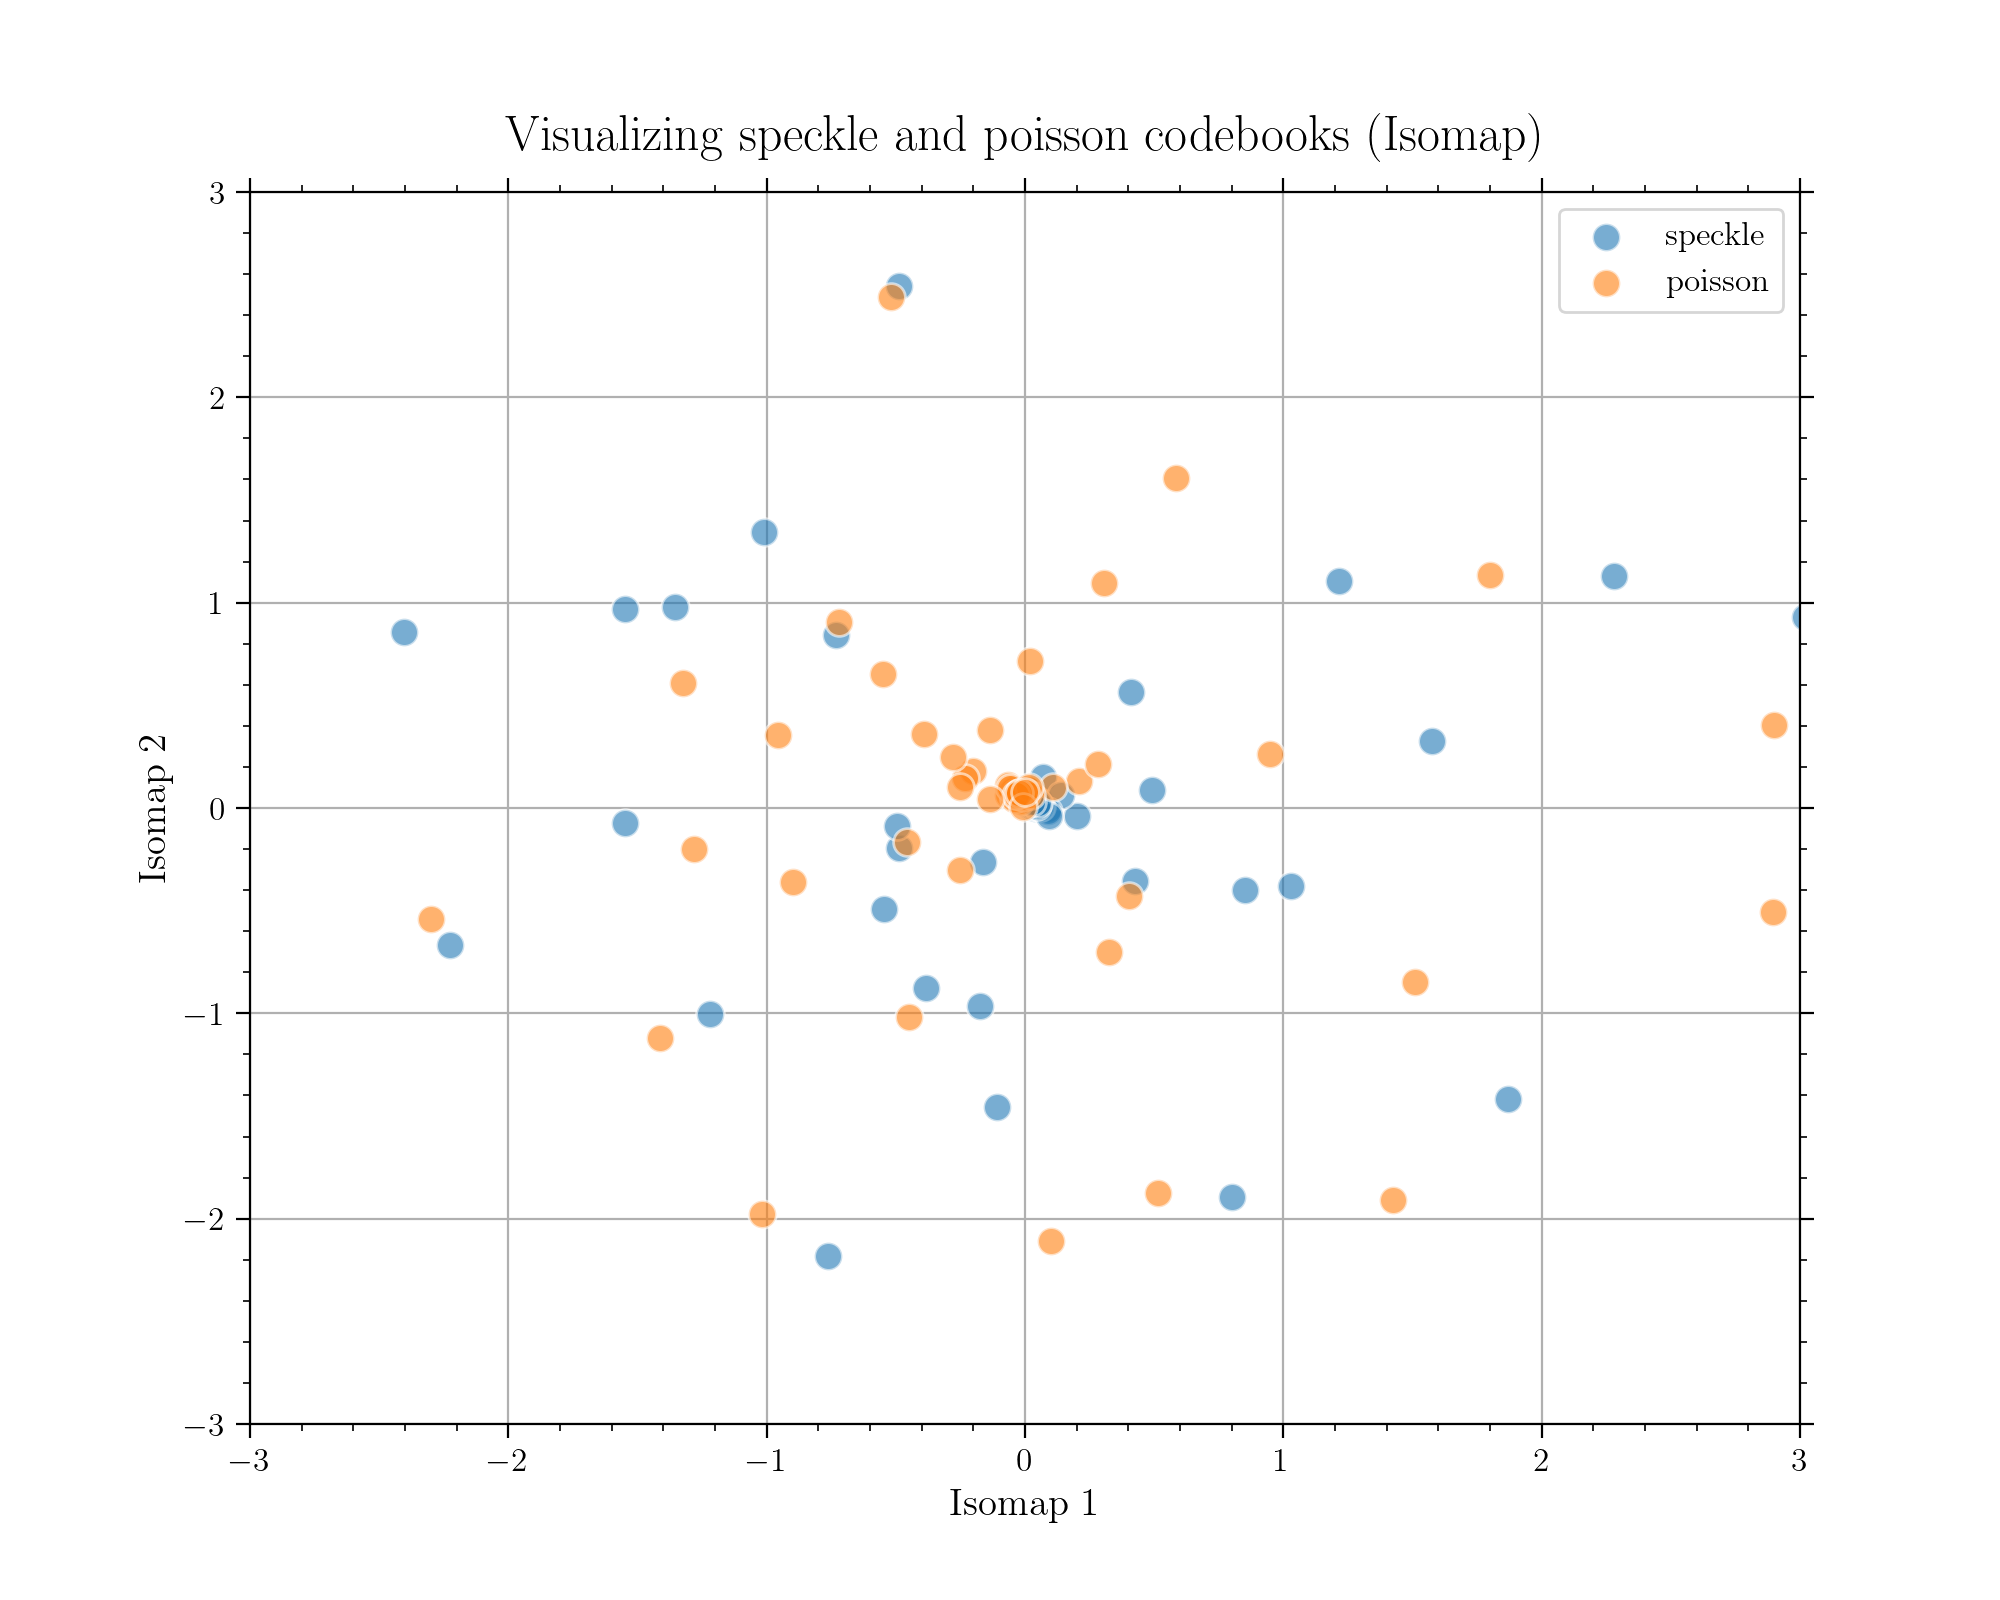 Visualizing speckle and poisson codebooks (Isomap)
speckle
poisson
3
2
1
0
−1
−2
−3
Isomap 2
−3
−2
−1
0
1
2
3
Isomap 1